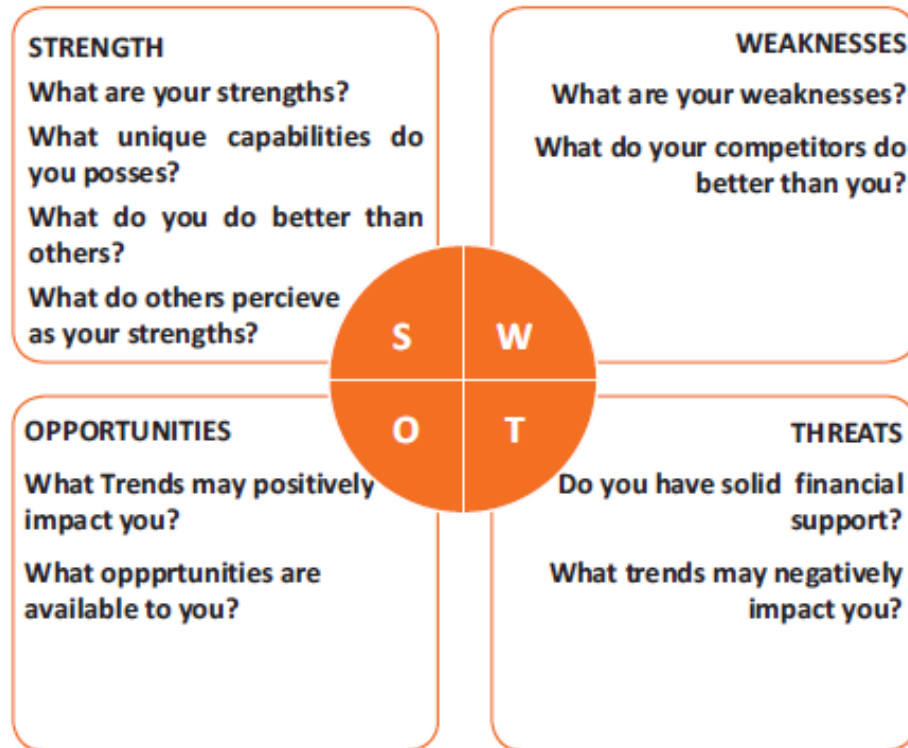 STRENGTH
What are your strengths?
What unique capabilities do
you posses?
What do you do better than
others?
What do others percieve
as your strengths?
WEAKNESSES
What are your weaknesses?
What do your competitors do
better than you?
S
W
O
T
OPPORTUNITIES
What Trends may positively
impact you?
What oppprtunities are
available to you?
THREATS
Do you have solid financial
support?
What trends may negatively
impact you?